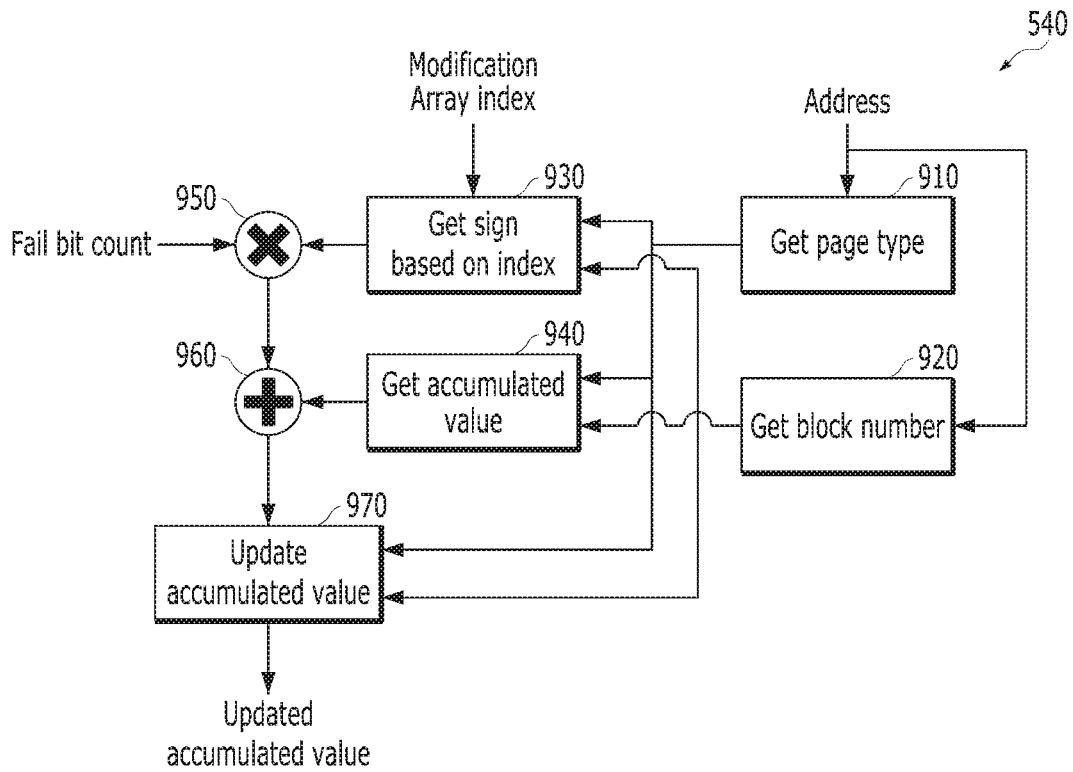 540
Modification
Array index
Address
950
930
910
Fail bit count
Get sign
based on index
Get page type
960
940
920
Get accumulated
value
Get block number
970
Update
accumulated value
Updated
accumulated value